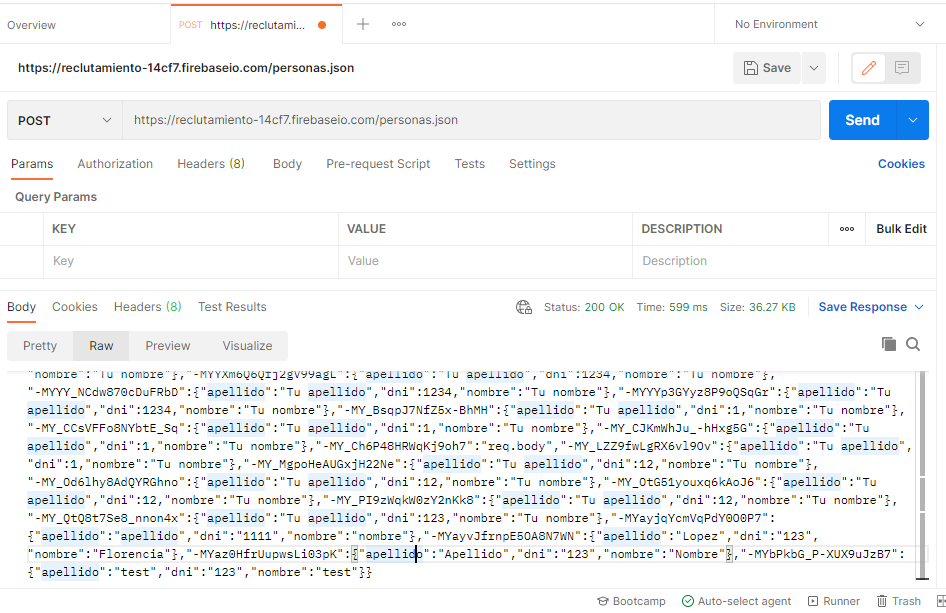 Overview
POST https://reclutami...
No Environment
https://reclutamiento-14cf7.firebaseio.com/personas.json
Save
POST https://reclutamiento-14cf7.firebaseio.com/personas.json
Send
Params Authorization Headers (8) Body Pre-request Script Tests Settings Cookies
Query Params
KEY VALUE DESCRIPTION Bulk Edit
Key Value Description
Body Cookies Headers (8) Test Results Status: 200 OK Time: 599 ms Size: 36.27 KB Save Response
Pretty Raw Preview Visualize
"nombre":"Tu nombre"},"-MYYXm6Q6Qfj2gV99agL":{"apellido":"Tu apellido","dni":1234,"nombre":"Tu nombre"},
"-MYYY_NCdw870cDuFRbD":{"apellido":"Tu apellido","dni":1234,"nombre":"Tu nombre"},"-MYYYp3GYyz8P9oQSqGr":{"apellido":"Tu
apellido","dni":1234,"nombre":"Tu nombre"},"-MY_BsqpJ7NfZ5x-BhMH":{"apellido":"Tu apellido","dni":1,"nombre":"Tu nombre"},
"-MY_CCsVFFo8NYbtE_Sq":{"apellido":"Tu apellido","dni":1,"nombre":"Tu nombre"},"-MY_CJKmWhJu_-hHxg5G":{"apellido":"Tu
apellido","dni":1,"nombre":"Tu nombre"},"-MY_Ch6P48HRWqKj9oh7":"req.body","-MY_LZZ9fwLgRX6vl9Ov":{"apellido":"Tu apellido",
"dni":1,"nombre":"Tu nombre"},"-MY_MgpoHeAUGxjH22Ne":{"apellido":"Tu apellido","dni":12,"nombre":"Tu nombre"},
"-MY_Od6lhy8AdQYRGhno":{"apellido":"Tu apellido","dni":12,"nombre":"Tu nombre"},"-MY_OtG51youxq6kAoJ6":{"apellido":"Tu
apellido","dni":12,"nombre":"Tu nombre"},"-MY_PI9zWqkW0zY2nKk8":{"apellido":"Tu apellido","dni":12,"nombre":"Tu nombre"},
"-MY_QtQ8t7Se8_nnon4x":{"apellido":"Tu apellido","dni":123,"nombre":"Tu nombre"},"-MYayjqYcmVqPdY0O0P7":
{"apellido":"apellido","dni":"1111","nombre":"nombre"},"-MYayvJfrnpE5OA8N7WN":{"apellido":"Lopez","dni":"123",
"nombre":"Florencia"},"-MYaz0HfrUupwsLi03pK":{"apellido":"Apellido","dni":"123","nombre":"Nombre"},"-MYbPkbG_P-XUX9uJzB7":
{"apellido":"test","dni":"123","nombre":"test"}}
Bootcamp Auto-select agent Runner Trash